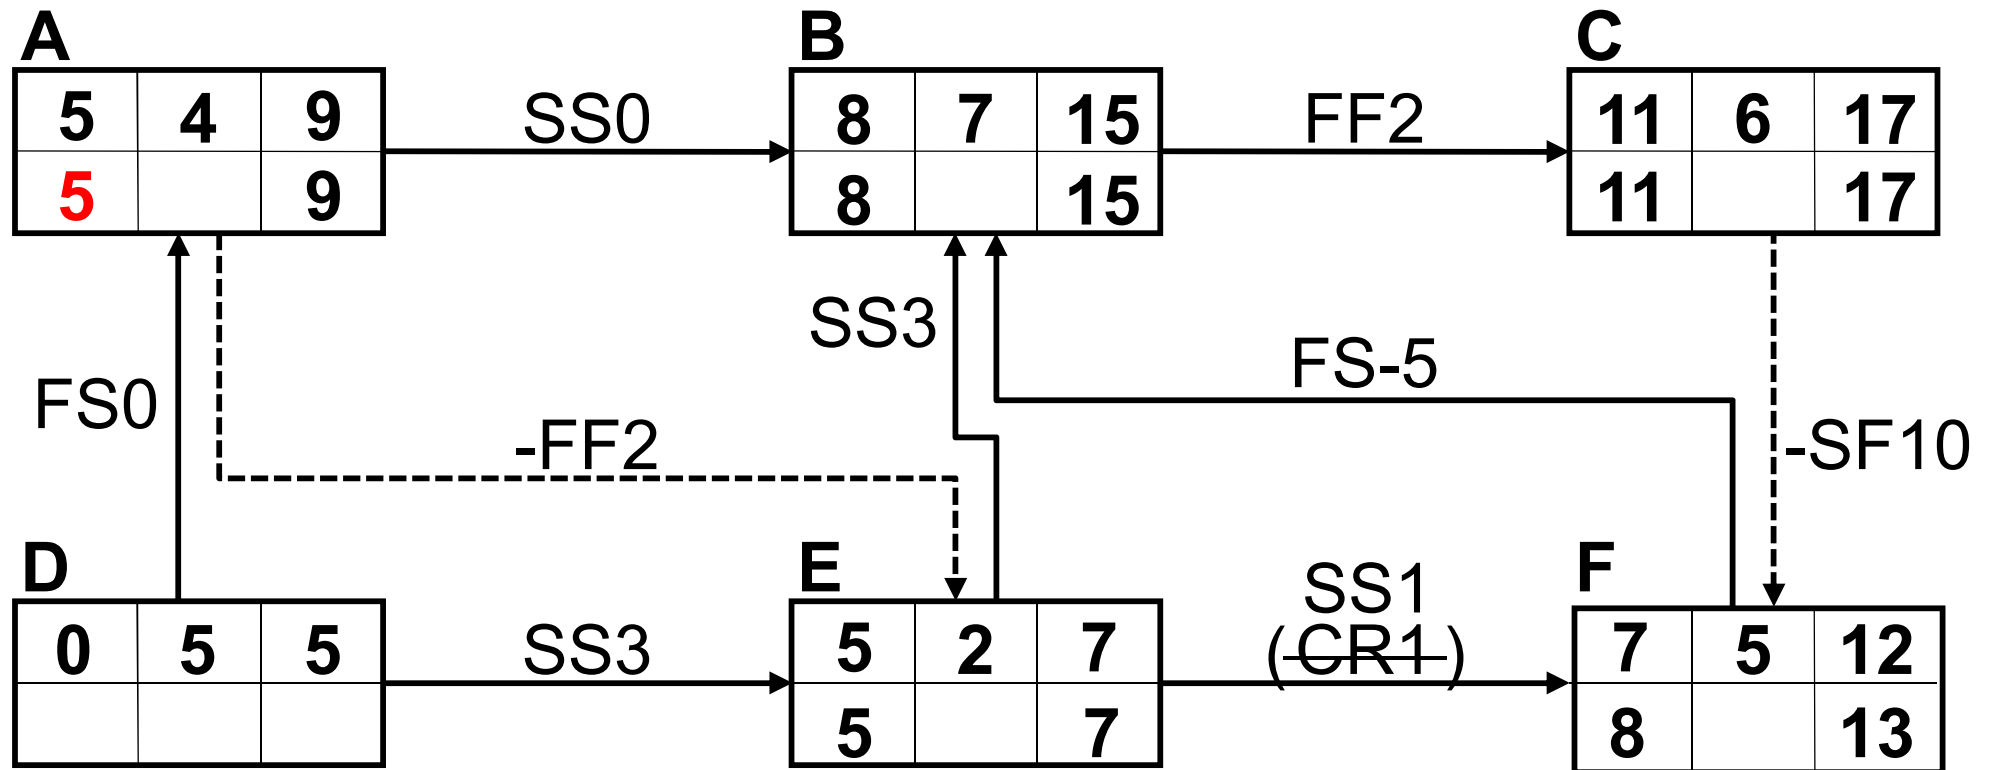 A B C
5 4 9 SS0 8 7 15 FF2 11 6 17
5 9 8 15 11 17
SS3
FS-5
FS0
-FF2 -SF10
D E SS1 F
0 5 5 SS3 5 2 7 (CR1) 7 5 12
5 7 8 13